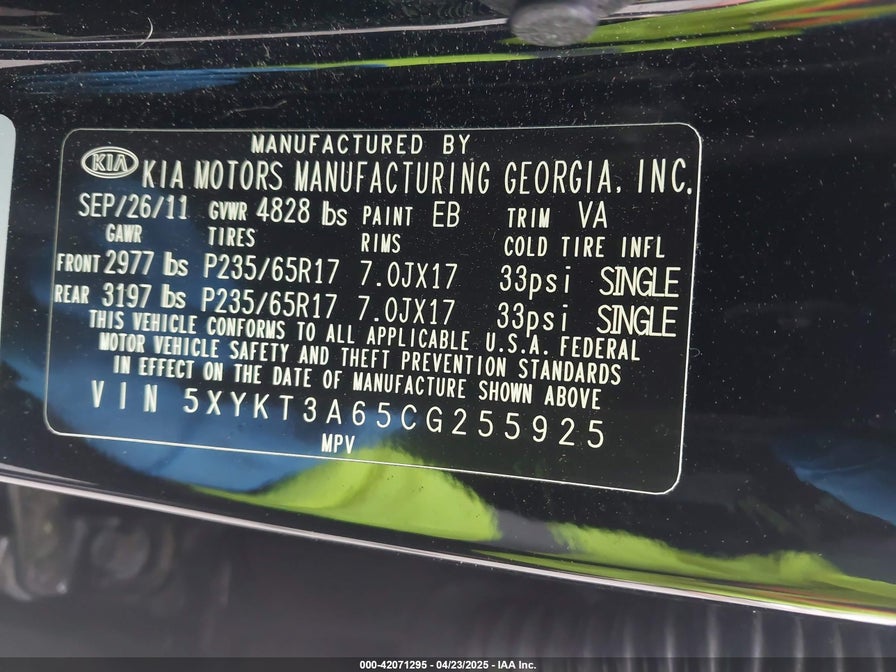 MANUFACTURED BY
KIA KIA MOTORS MANUFACTURING GEORGIA, INC.
SEP/26/11 GVWR 4828 lbs PAINT EB TRIM VA
GAWR TIRES RIMS COLD TIRE INFL
FRONT 2977 lbs P235/65R17 7.0JX17 33psi SINGLE
REAR 3197 lbs P235/65R17 7.0JX17 33psi SINGLE
THIS VEHICLE CONFORMS TO ALL APPLICABLE U.S.A. FEDERAL
MOTOR VEHICLE SAFETY AND THEFT PREVENTION STANDARDS
IN EFFECT ON THE DATE OF MANUFACTURE SHOWN ABOVE
VIN 5XYKT3A65CG255925
MPV
000-42071295 - 04/23/2025 - IAA Inc.